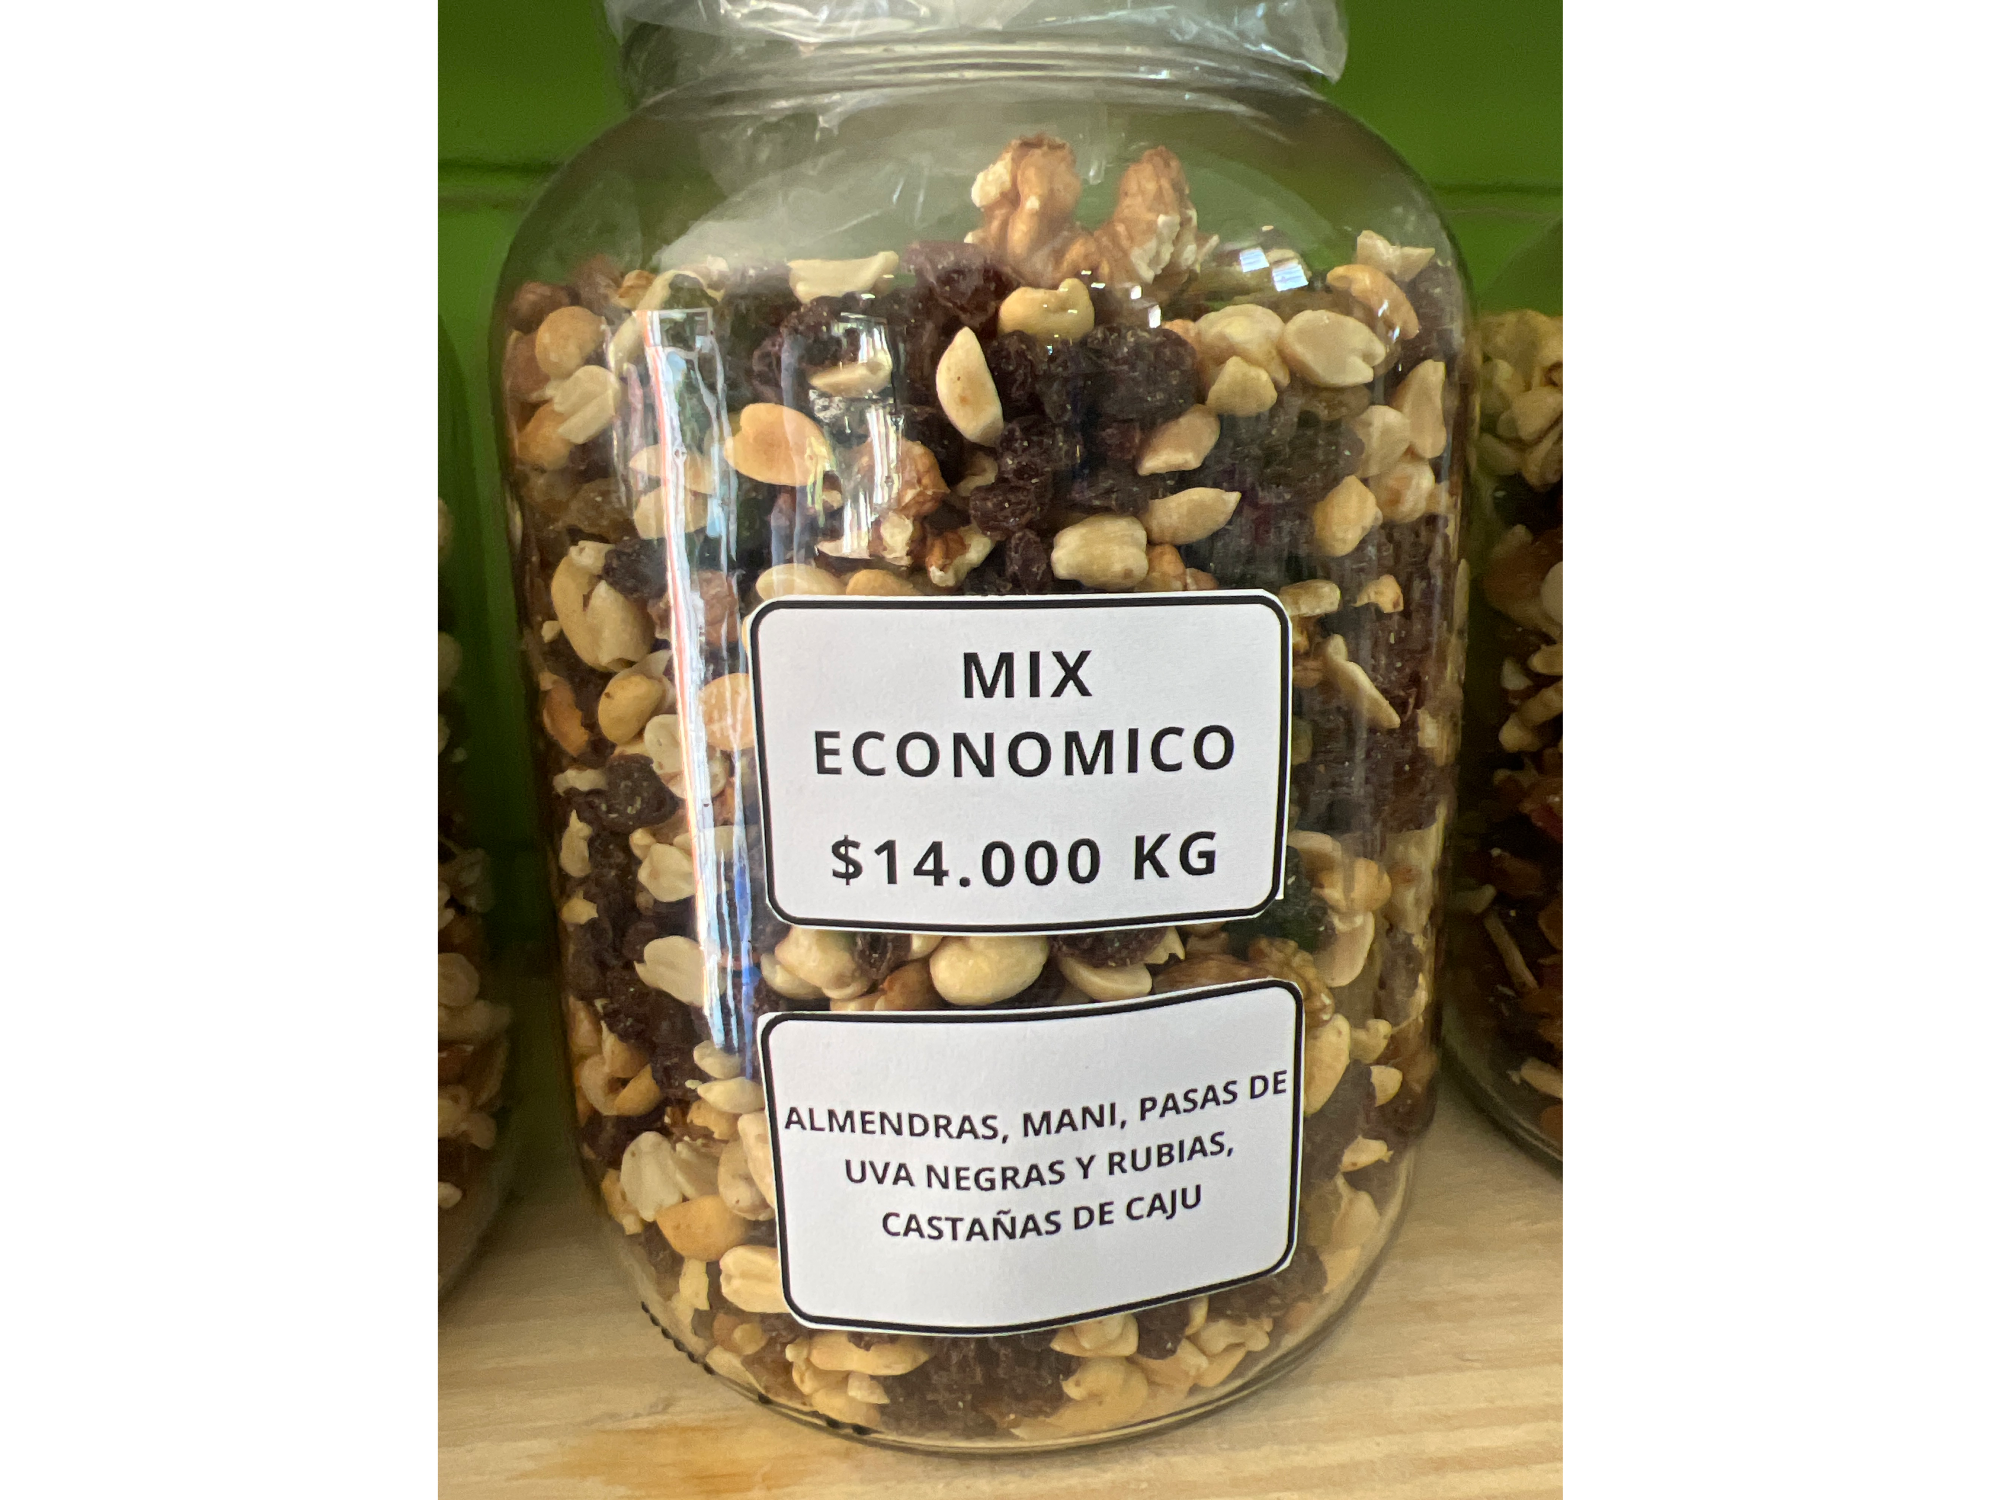 MIX
ECONOMICO
$14.000 KG
ALMENDRAS, MANI, PASAS DE
UVA NEGRAS Y RUBIAS,
CASTAÑAS DE CAJU